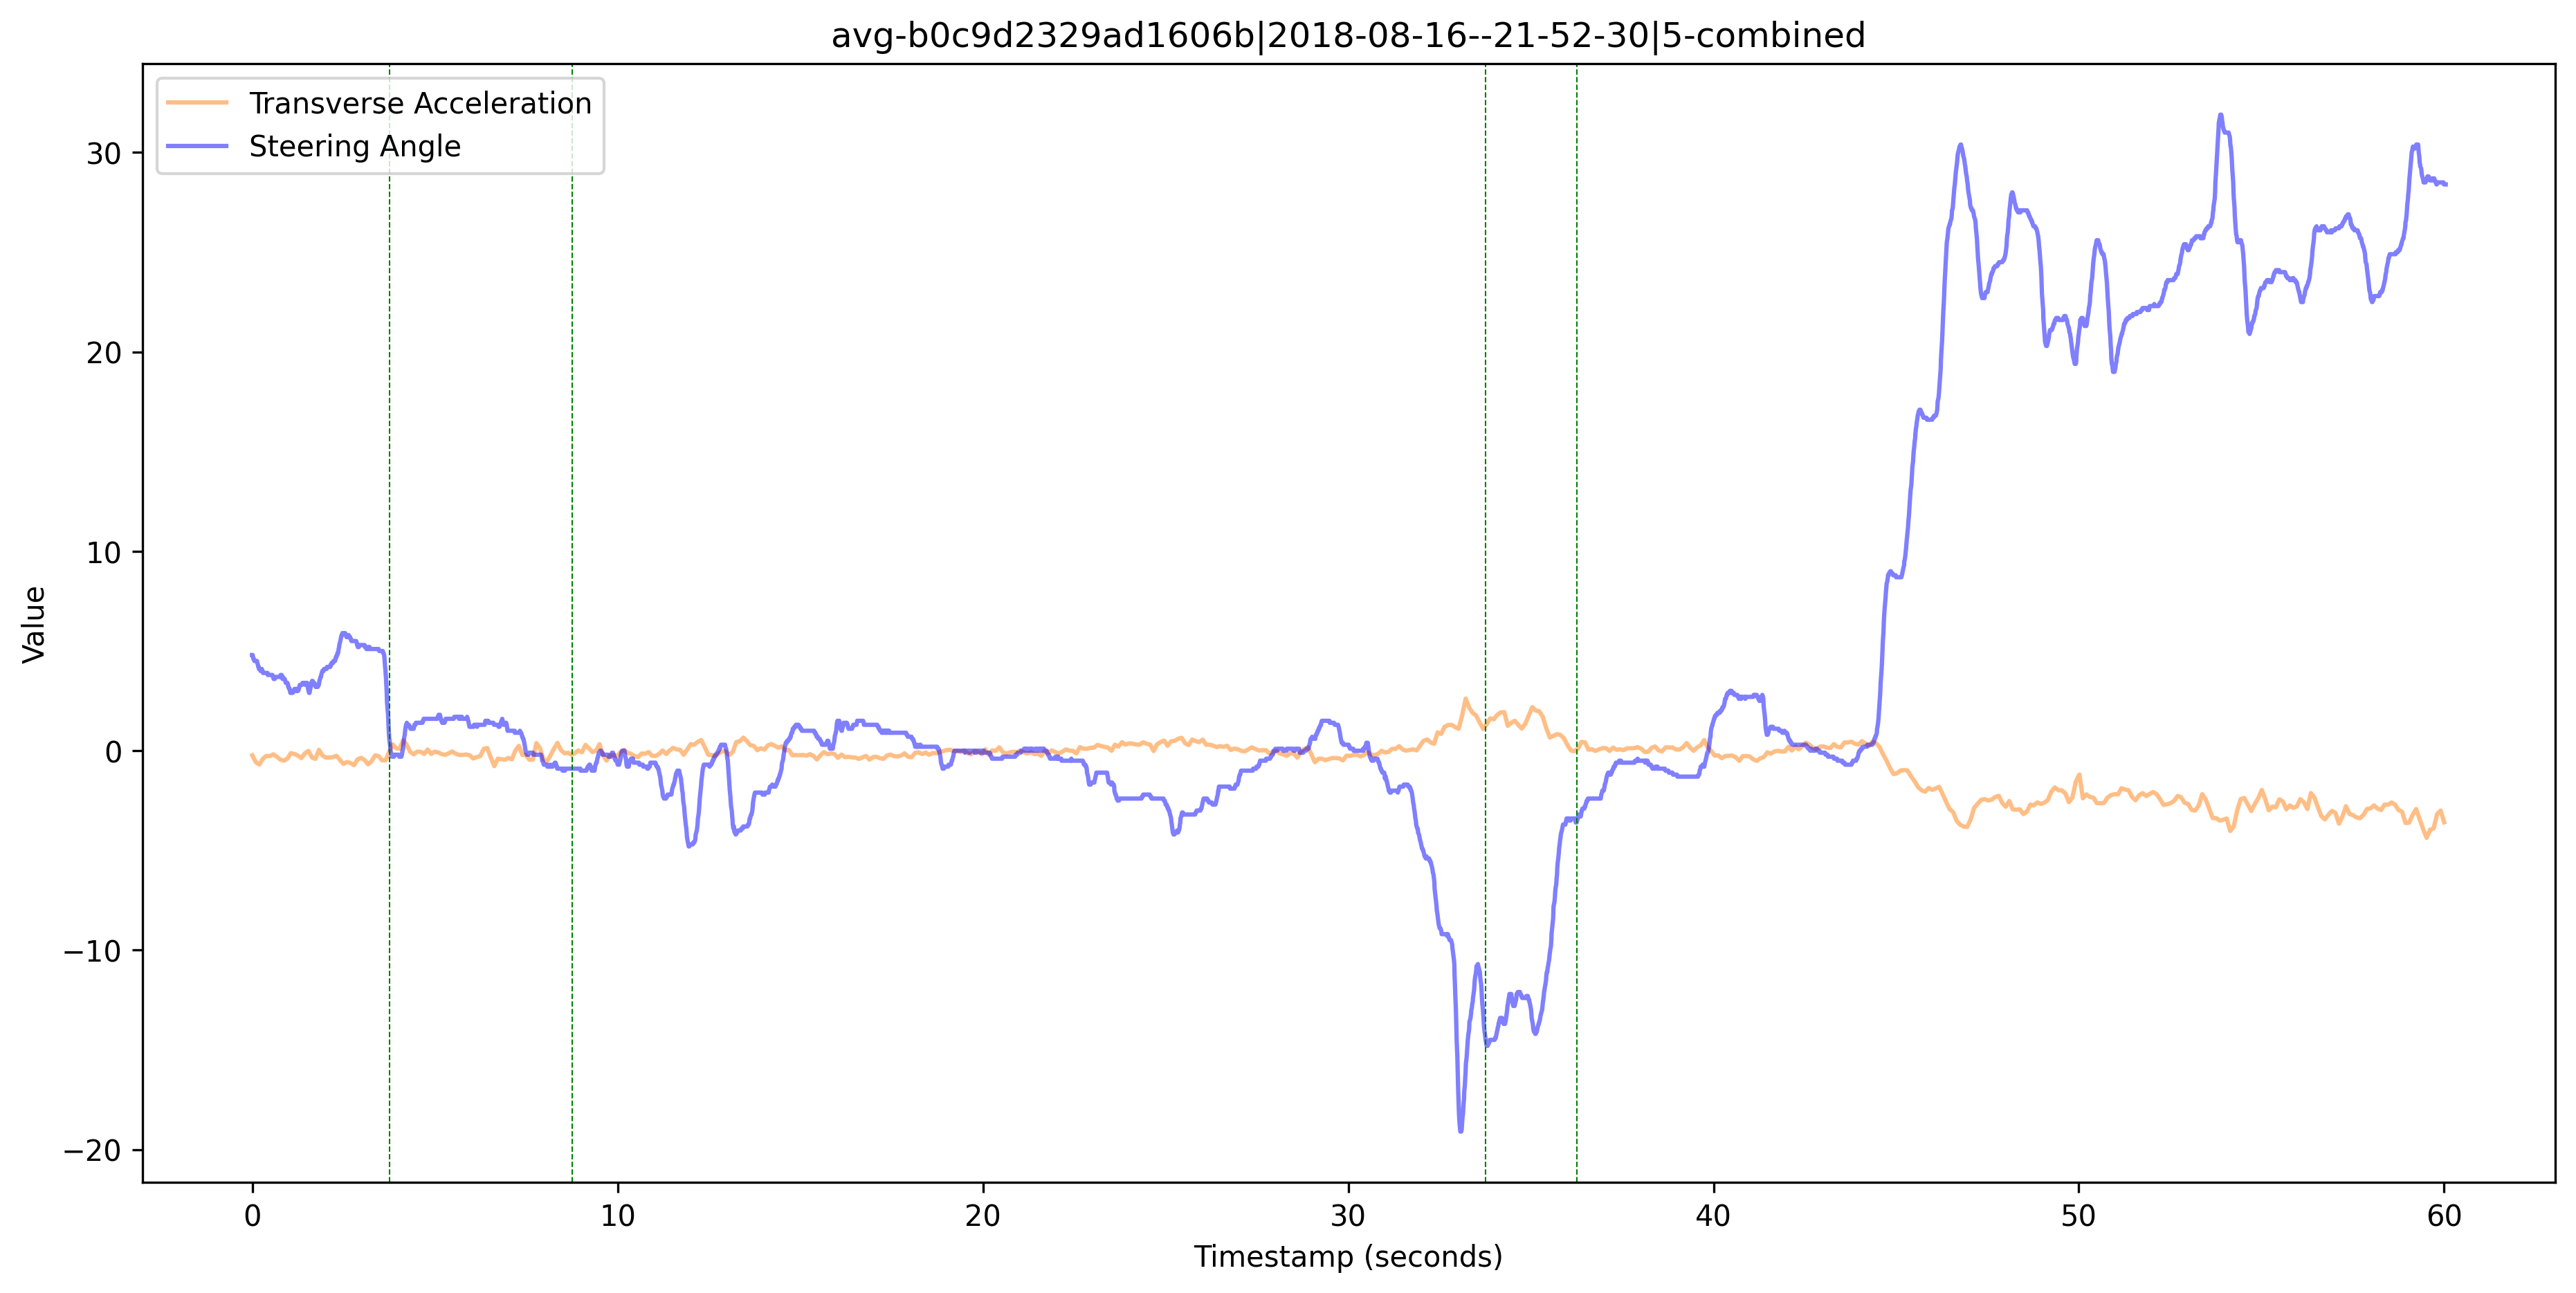 avg-b0c9d2329ad1606b|2018-08-16--21-52-30|5-combined
Transverse Acceleration
Steering Angle
Value
30
20
10
0
−10
−20
0 10 20 30 40 50 60
Timestamp (seconds)